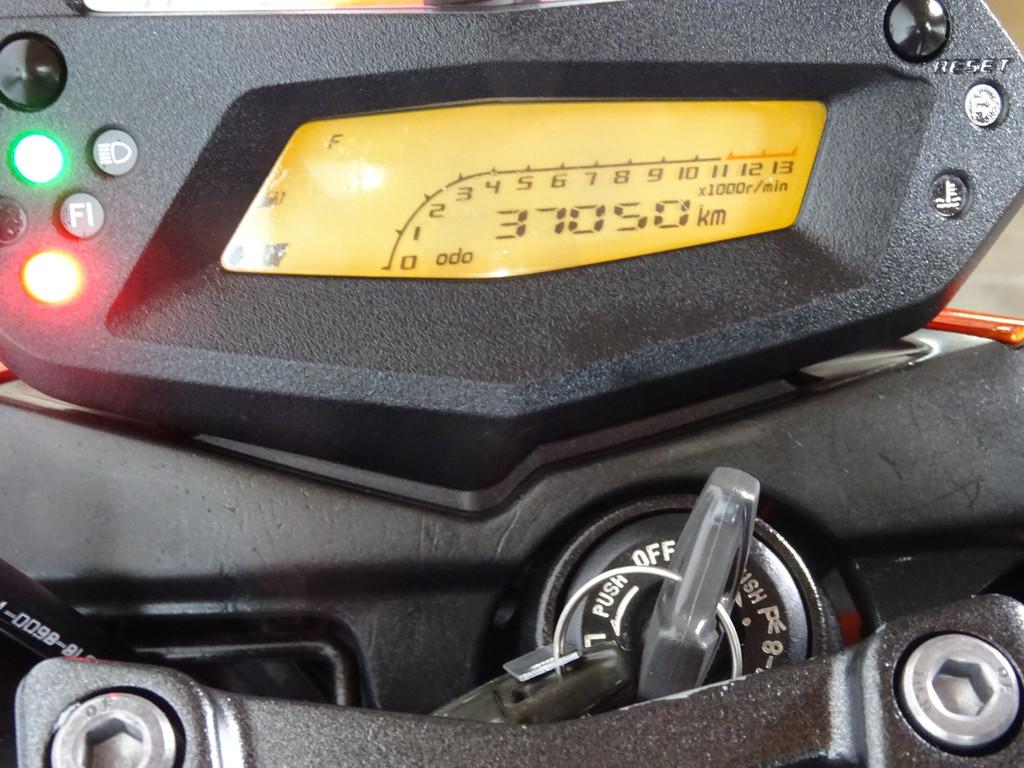 RESET
F
FI
0 1 2 3 4 5 6 7 8 9 10 11 12 13
x1000r/min
odo 37050 km
OFF
PUSH